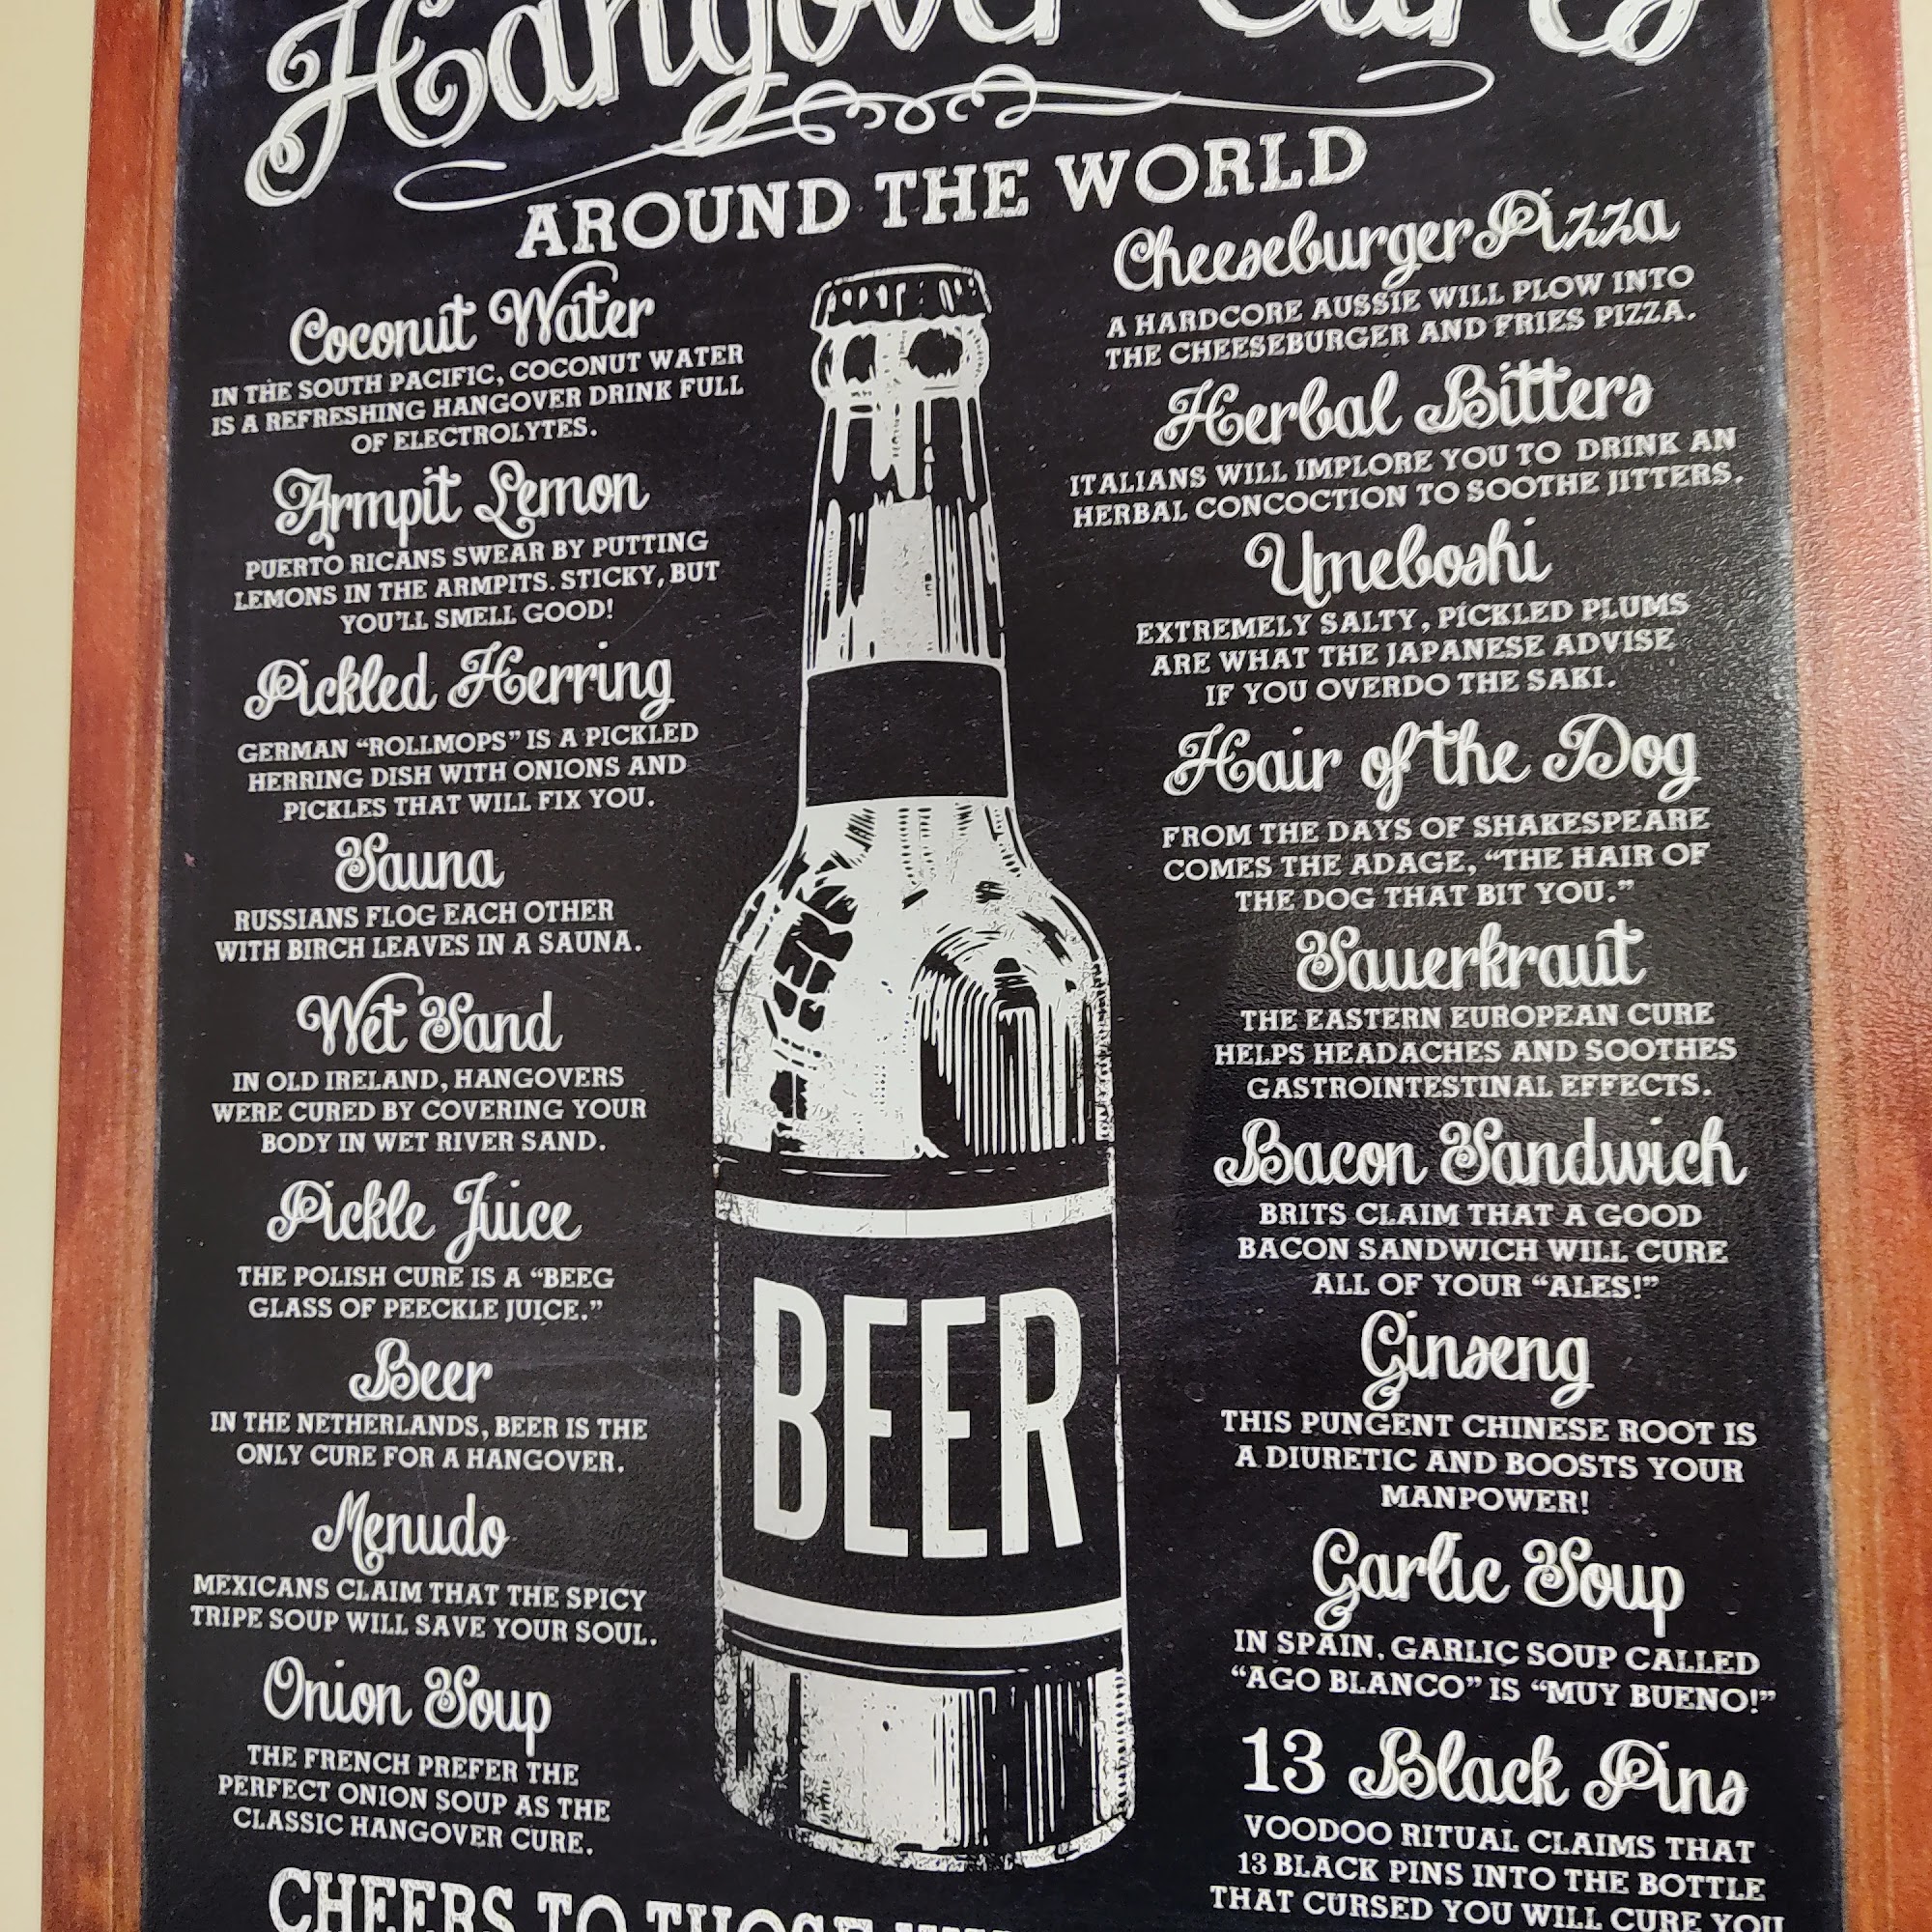 Hangover Cures
AROUND THE WORLD
Coconut Water
IN THE SOUTH PACIFIC, COCONUT WATER
IS A REFRESHING HANGOVER DRINK FULL
OF ELECTROLYTES.
Armpit Lemon
PUERTO RICANS SWEAR BY PUTTING
LEMONS IN THE ARMPITS. STICKY, BUT
YOU'LL SMELL GOOD!
Pickled Herring
GERMAN "ROLLMOPS" IS A PICKLED
HERRING DISH WITH ONIONS AND
PICKLES THAT WILL FIX YOU.
Sauna
RUSSIANS FLOG EACH OTHER
WITH BIRCH LEAVES IN A SAUNA.
Wet Sand
IN OLD IRELAND, HANGOVERS
WERE CURED BY COVERING YOUR
BODY IN WET RIVER SAND.
Pickle Juice
THE POLISH CURE IS A "BEEG
GLASS OF PEECKLE JUICE."
Beer
IN THE NETHERLANDS, BEER IS THE
ONLY CURE FOR A HANGOVER.
Menudo
MEXICANS CLAIM THAT THE SPICY
TRIPE SOUP WILL SAVE YOUR SOUL.
Onion Soup
THE FRENCH PREFER THE
PERFECT ONION SOUP AS THE
CLASSIC HANGOVER CURE.
BEER
Cheeseburger Pizza
A HARDCORE AUSSIE WILL PLOW INTO
THE CHEESEBURGER AND FRIES PIZZA.
Herbal Bitters
ITALIANS WILL IMPLORE YOU TO DRINK AN
HERBAL CONCOCTION TO SOOTHE JITTERS.
Umeboshi
EXTREMELY SALTY, PICKLED PLUMS
ARE WHAT THE JAPANESE ADVISE
IF YOU OVERDO THE SAKI.
Hair of the Dog
FROM THE DAYS OF SHAKESPEARE
COMES THE ADAGE, "THE HAIR OF
THE DOG THAT BIT YOU."
Sauerkraut
THE EASTERN EUROPEAN CURE
HELPS HEADACHES AND SOOTHES
GASTROINTESTINAL EFFECTS.
Bacon Sandwich
BRITS CLAIM THAT A GOOD
BACON SANDWICH WILL CURE
ALL OF YOUR "ALES!"
Ginseng
THIS PUNGENT CHINESE ROOT IS
A DIURETIC AND BOOSTS YOUR
MANPOWER!
Garlic Soup
IN SPAIN, GARLIC SOUP CALLED
"AGO BLANCO" IS "MUY BUENO!"
13 Black Pins
VOODOO RITUAL CLAIMS THAT
13 BLACK PINS INTO THE BOTTLE
THAT CURSED YOU WILL CURE YOU
CHEERS TO THOSE